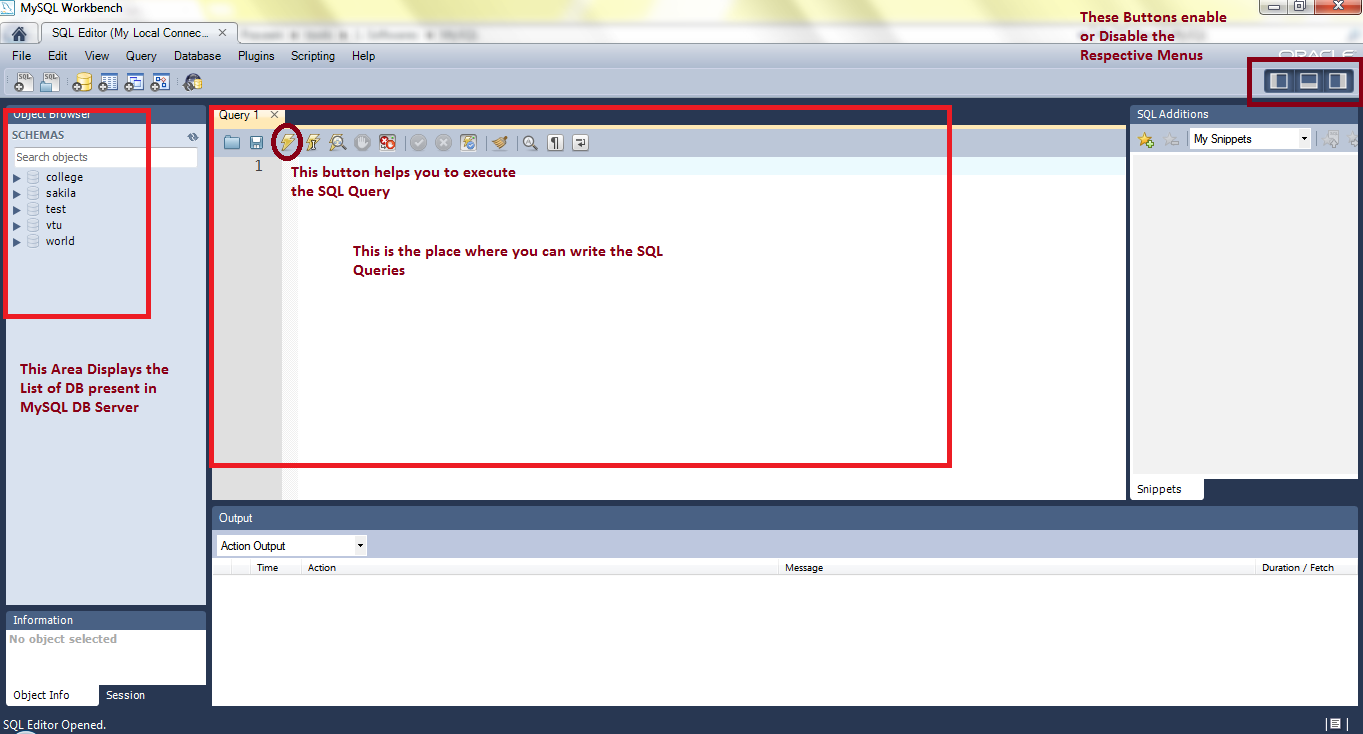 MySQL Workbench
These Buttons enable
or Disable the
Respective Menus
SQL Editor (My Local Connec...
ORACLE
File Edit View Query Database Plugins Scripting Help
SQL SQL
Object Browser
Query 1
SQL Additions
SCHEMAS
My Snippets
Search objects
1
This button helps you to execute
the SQL Query
college
sakila
test
vtu
world
This is the place where you can write the SQL
Queries
This Area Displays the
List of DB present in
MySQL DB Server
Snippets
Output
Action Output
Time Action Message Duration / Fetch
Information
No object selected
Object Info Session
SQL Editor Opened.